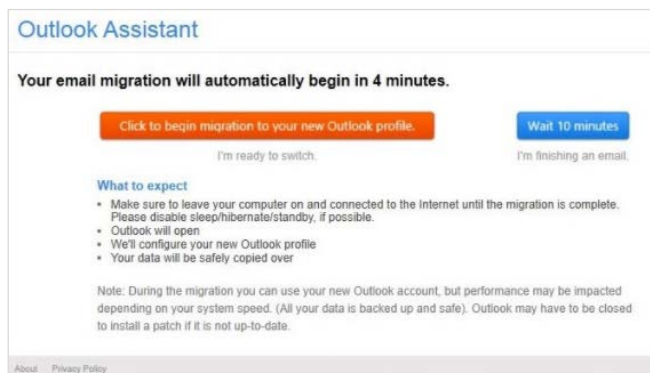 Outlook Assistant
Your email migration will automatically begin in 4 minutes.
Click to begin migration to your new Outlook profile.
Wait 10 minutes
I'm ready to switch.
I'm finishing an email.
What to expect
• Make sure to leave your computer on and connected to the Internet until the migration is complete.
Please disable sleep/hibernate/standby, if possible.
• Outlook will open
• We'll configure your new Outlook profile
• Your data will be safely copied over
Note: During the migration you can use your new Outlook account, but performance may be impacted
depending on your system speed. (All your data is backed up and safe). Outlook may have to be closed
to install a patch if it is not up-to-date.
About Privacy Policy